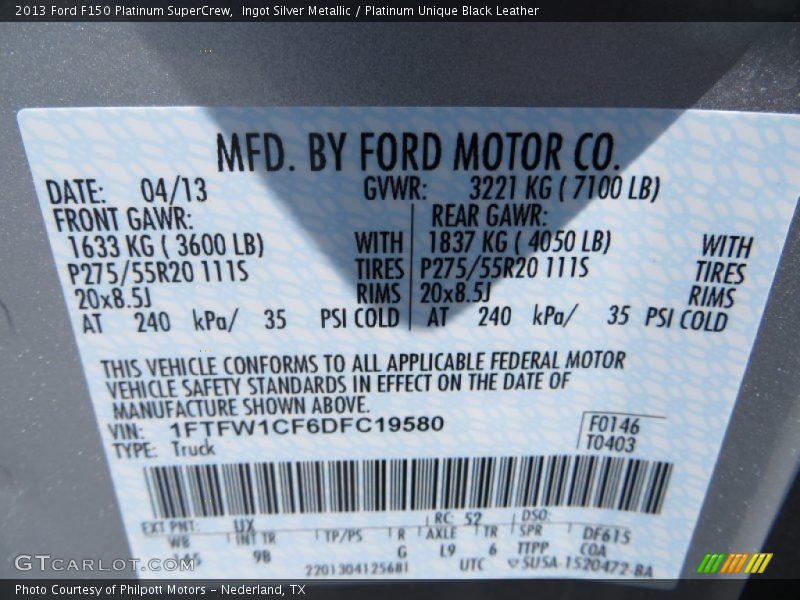 2013 Ford F150 Platinum SuperCrew,  Ingot Silver Metallic / Platinum Unique Black Leather
MFD. BY FORD MOTOR CO.
DATE: 04/13 GVWR: 3221 KG ( 7100 LB)
FRONT GAWR: REAR GAWR:
1633 KG ( 3600 LB) WITH 1837 KG ( 4050 LB) WITH
P275/55R20 111S TIRES P275/55R20 111S TIRES
20x8.5J RIMS 20x8.5J RIMS
AT 240 kPa/ 35 PSI COLD AT 240 kPa/ 35 PSI COLD
THIS VEHICLE CONFORMS TO ALL APPLICABLE FEDERAL MOTOR
VEHICLE SAFETY STANDARDS IN EFFECT ON THE DATE OF
MANUFACTURE SHOWN ABOVE.
VIN: 1FTFW1CF6DFC19580 F0146
TYPE: Truck T0403
EXT PNT: UX RC: 52 DSO:
WB INT TR TP/PS R AXLE TR SPR DF615
145 9B G L9 6 TTPP COA
2201304125681 UTC SUSA-1520472-BA
GTCarLot.com
Photo Courtesy of Philpott Motors – Nederland, TX